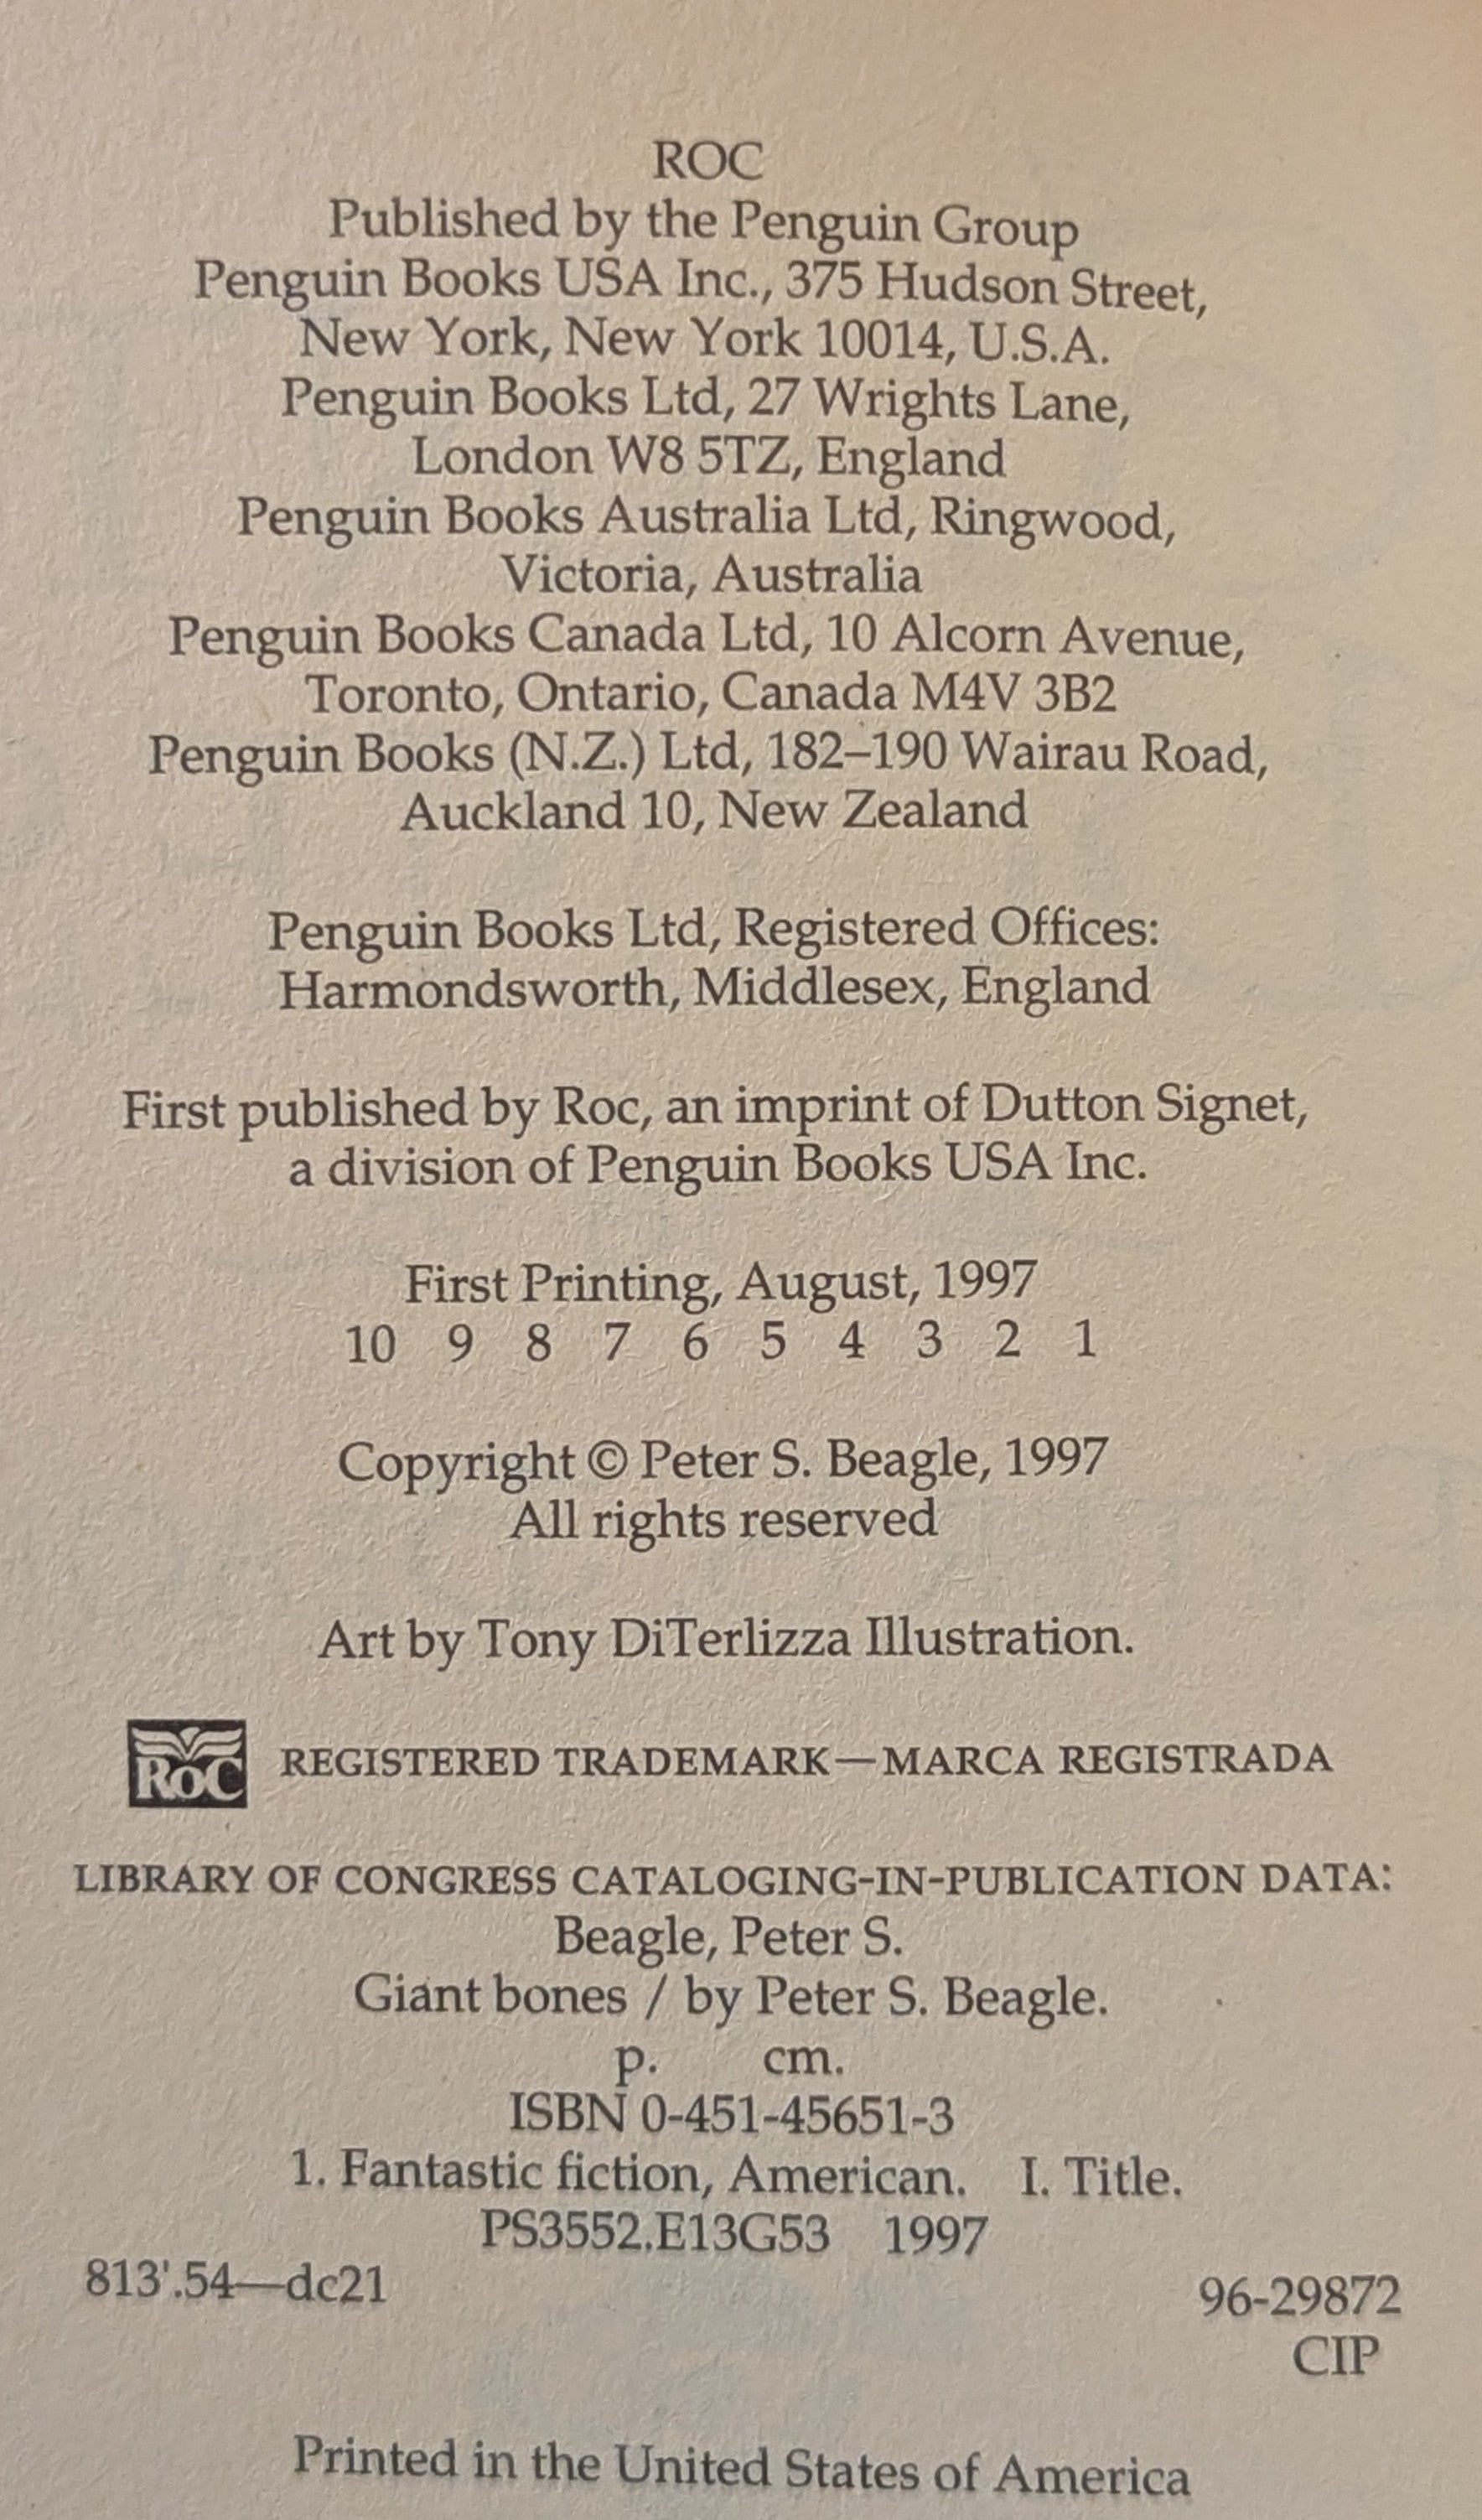 ROC
Published by the Penguin Group
Penguin Books USA Inc., 375 Hudson Street,
New York, New York 10014, U.S.A.
Penguin Books Ltd, 27 Wrights Lane,
London W8 5TZ, England
Penguin Books Australia Ltd, Ringwood,
Victoria, Australia
Penguin Books Canada Ltd, 10 Alcorn Avenue,
Toronto, Ontario, Canada M4V 3B2
Penguin Books (N.Z.) Ltd, 182–190 Wairau Road,
Auckland 10, New Zealand
Penguin Books Ltd, Registered Offices:
Harmondsworth, Middlesex, England
First published by Roc, an imprint of Dutton Signet,
a division of Penguin Books USA Inc.
First Printing, August, 1997
10 9 8 7 6 5 4 3 2 1
Copyright © Peter S. Beagle, 1997
All rights reserved
Art by Tony DiTerlizza Illustration.
ROC REGISTERED TRADEMARK—MARCA REGISTRADA
LIBRARY OF CONGRESS CATALOGING-IN-PUBLICATION DATA:
Beagle, Peter S.
Giant bones / by Peter S. Beagle.
p. cm.
ISBN 0-451-45651-3
1. Fantastic fiction, American. I. Title.
PS3552.E13G53 1997
813'.54—dc21 96-29872
CIP
Printed in the United States of America